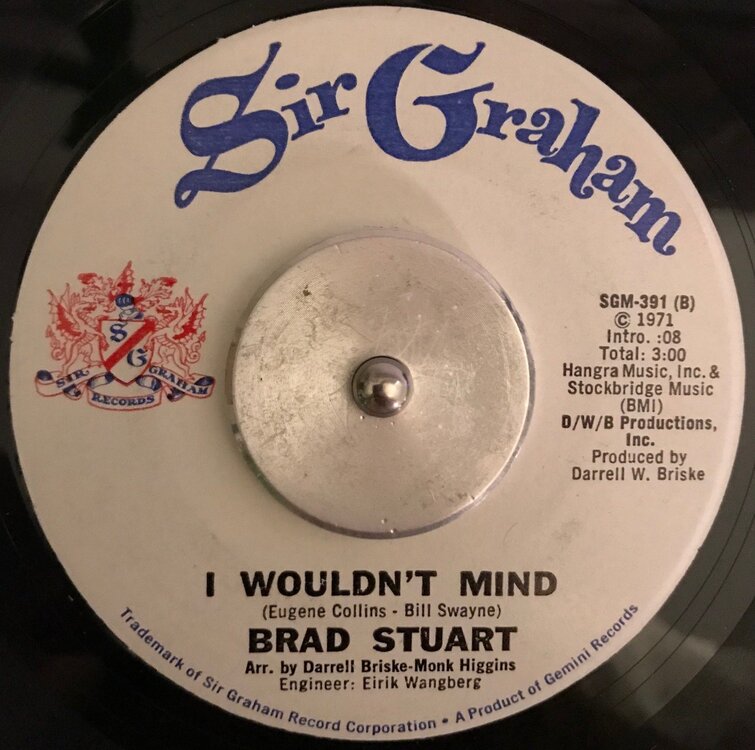 Sir Graham
S
G
SIR GRAHAM
RECORDS
SGM-391 (B)
© 1971
Intro. :08
Total: 3:00
Hangra Music, Inc. &
Stockbridge Music
(BMI)
D/W/B Productions,
Inc.
Produced by
Darrell W. Briske
I WOULDN'T MIND
(Eugene Collins - Bill Swayne)
BRAD STUART
Arr. by Darrell Briske-Monk Higgins
Engineer: Eirik Wangberg
Trademark of Sir Graham Record Corporation • A Product of Gemini Records